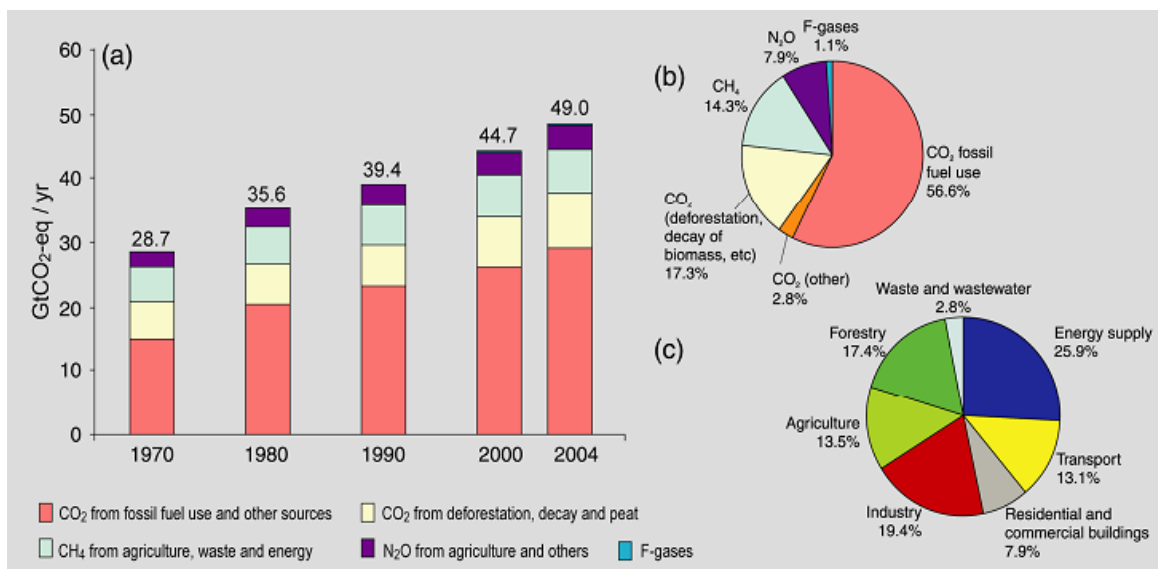 (a)
GtCO₂-eq / yr
60
50
40
30
20
10
0
28.7
35.6
39.4
44.7
49.0
1970
1980
1990
2000
2004
(b)
F-gases
1.1%
N₂O
7.9%
CH₄
14.3%
CO₂ fossil
fuel use
56.6%
CO₂
(deforestation,
decay of
biomass, etc)
17.3%
CO₂ (other)
2.8%
(c)
Waste and wastewater
2.8%
Forestry
17.4%
Energy supply
25.9%
Agriculture
13.5%
Transport
13.1%
Industry
19.4%
Residential and
commercial buildings
7.9%
CO₂ from fossil fuel use and other sources
CO₂ from deforestation, decay and peat
CH₄ from agriculture, waste and energy
N₂O from agriculture and others
F-gases